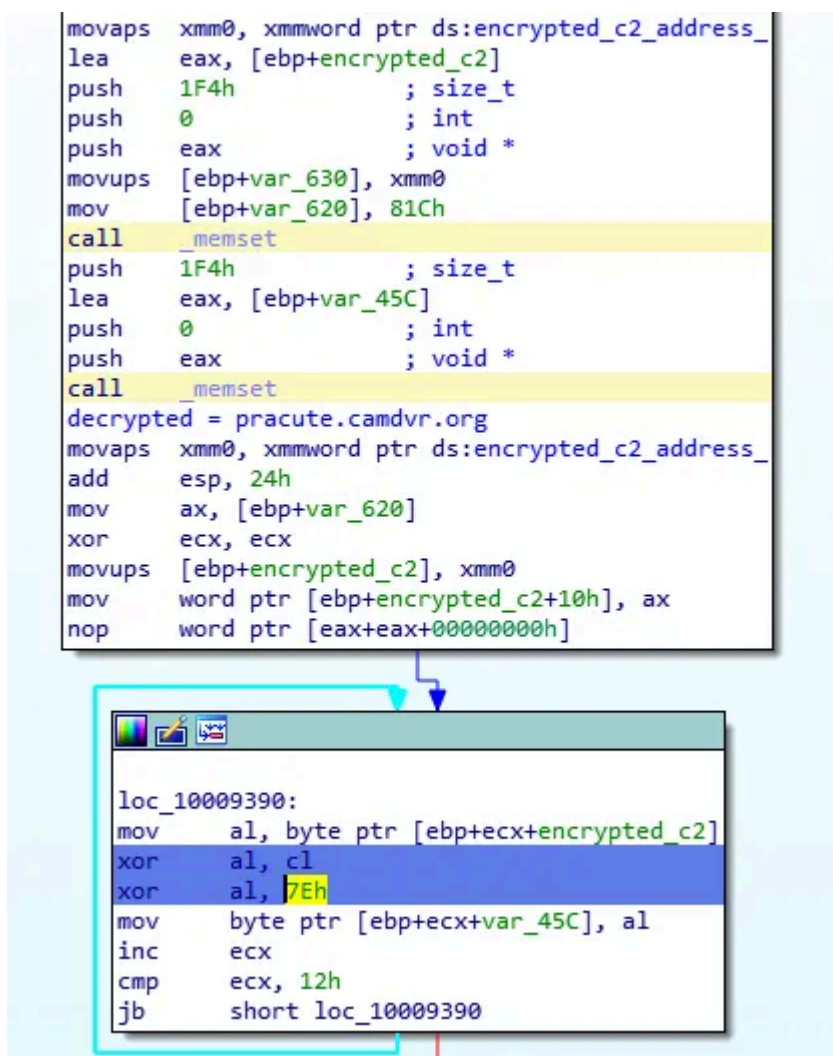 movaps  xmm0, xmmword ptr ds:encrypted_c2_address_
lea     eax, [ebp+encrypted_c2]
push    1F4h            ; size_t
push    0               ; int
push    eax             ; void *
movups  [ebp+var_630], xmm0
mov     [ebp+var_620], 81Ch
call    _memset
push    1F4h            ; size_t
lea     eax, [ebp+var_45C]
push    0               ; int
push    eax             ; void *
call    _memset
decrypted = pracute.camdvr.org
movaps  xmm0, xmmword ptr ds:encrypted_c2_address_
add     esp, 24h
mov     ax, [ebp+var_620]
xor     ecx, ecx
movups  [ebp+encrypted_c2], xmm0
mov     word ptr [ebp+encrypted_c2+10h], ax
nop     word ptr [eax+eax+00000000h]
loc_10009390:
mov     al, byte ptr [ebp+ecx+encrypted_c2]
xor     al, cl
xor     al, 7Eh
mov     byte ptr [ebp+ecx+var_45C], al
inc     ecx
cmp     ecx, 12h
jb      short loc_10009390